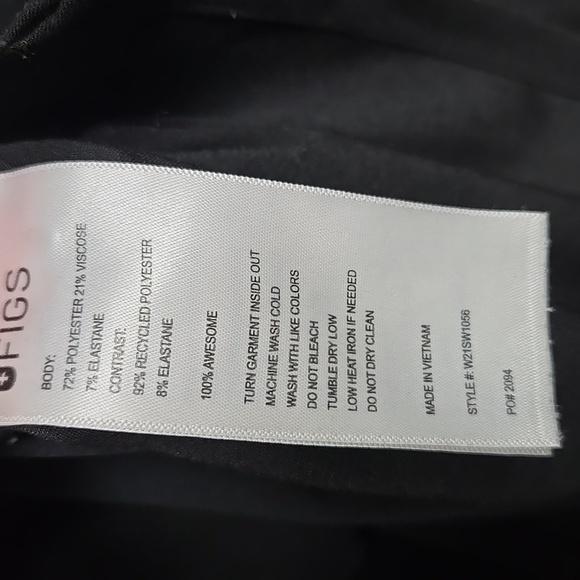 FIGS
BODY:
72% POLYESTER 21% VISCOSE
7% ELASTANE
CONTRAST:
92% RECYCLED POLYESTER
8% ELASTANE
100% AWESOME
TURN GARMENT INSIDE OUT
MACHINE WASH COLD
WASH WITH LIKE COLORS
DO NOT BLEACH
TUMBLE DRY LOW
LOW HEAT IRON IF NEEDED
DO NOT DRY CLEAN
MADE IN VIETNAM
STYLE #: W21SW1056
PO# 2094